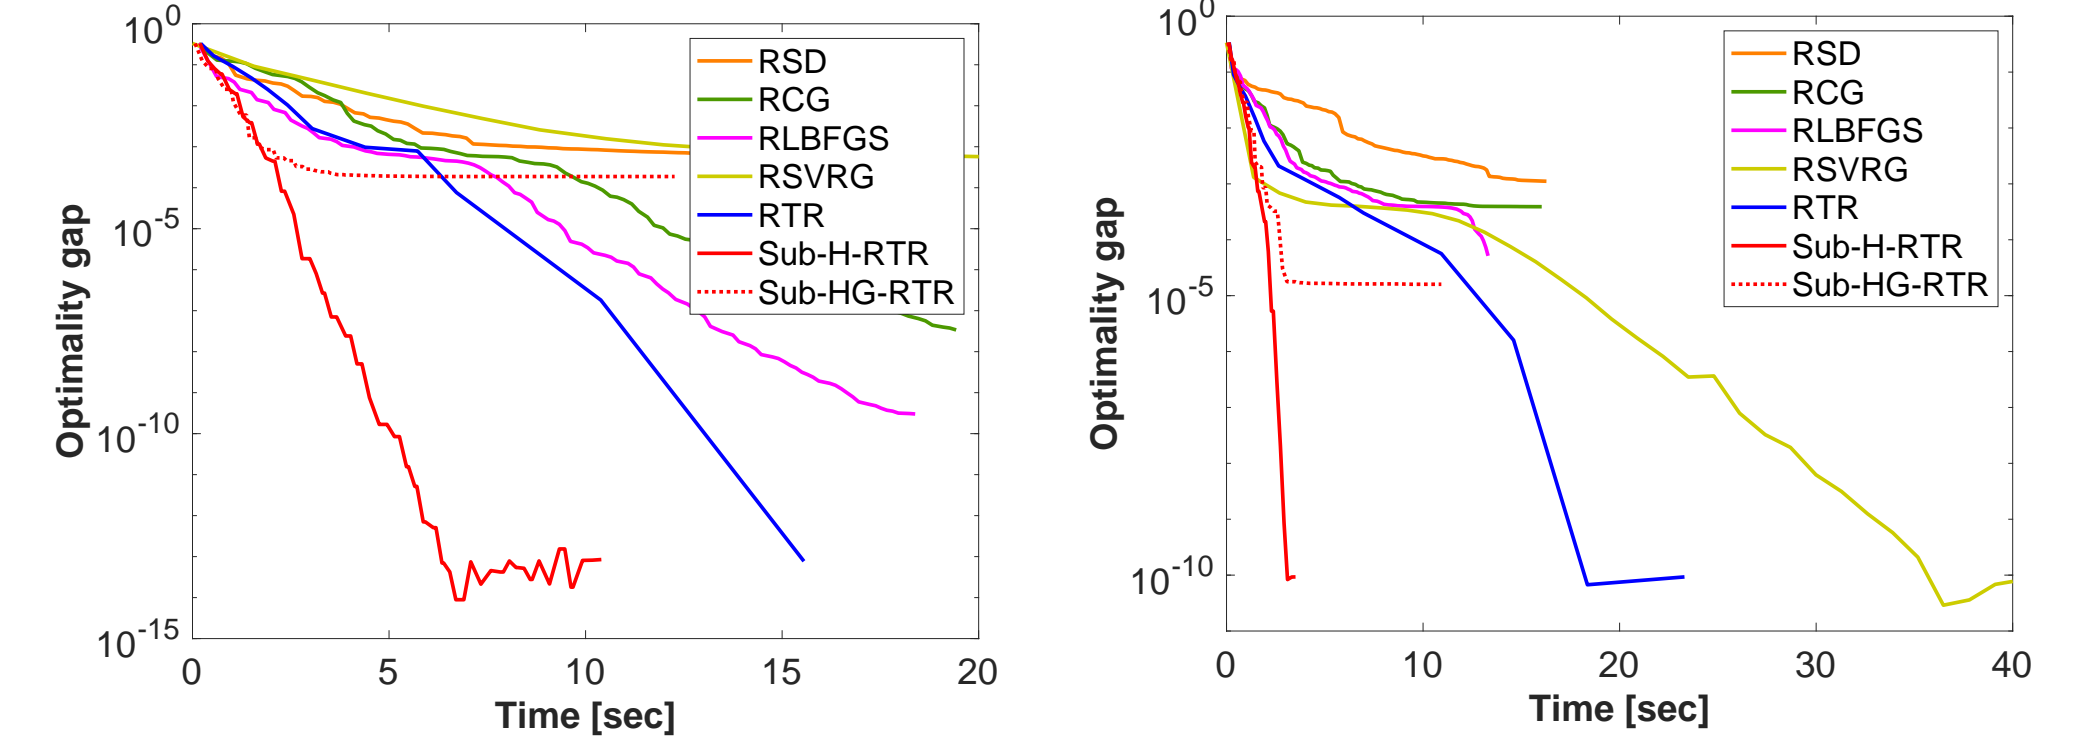 10^0
10^-5
10^-10
10^-15
Optimality gap
0 5 10 15 20
Time [sec]
RSD
RCG
RLBFGS
RSVRG
RTR
Sub-H-RTR
Sub-HG-RTR
10^0
10^-5
10^-10
Optimality gap
0 10 20 30 40
Time [sec]
RSD
RCG
RLBFGS
RSVRG
RTR
Sub-H-RTR
Sub-HG-RTR